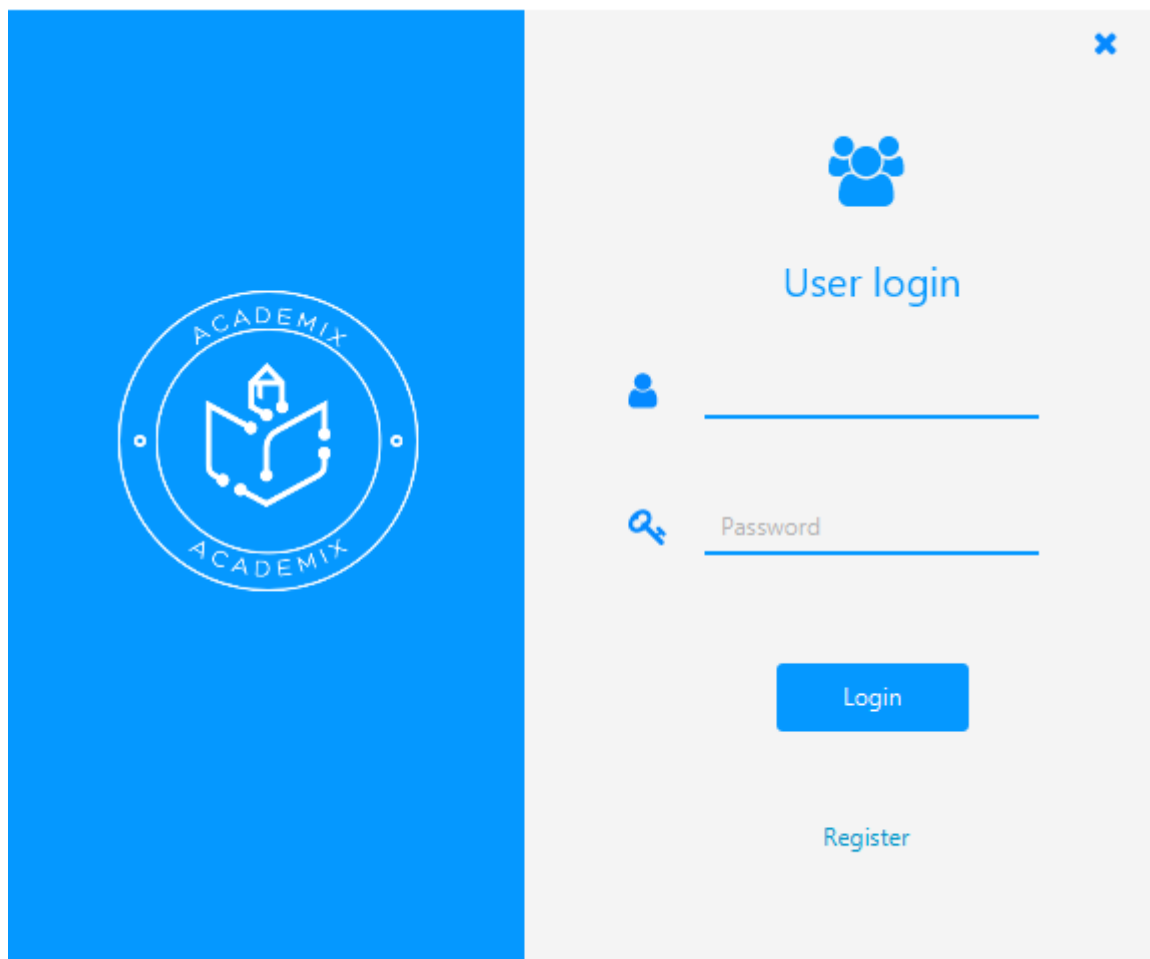 ACADEMIX
ACADEMIX
User login
Password
Login
Register